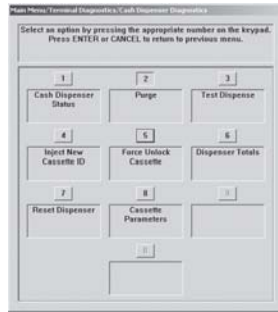 Main Menu/Terminal Diagnostics/Cash Dispenser Diagnostics
Select an option by pressing the appropriate number on the keypad.
Press ENTER or CANCEL to return to previous menu.
1 2 3
Cash Dispenser
Status
Purge
Test Dispense
4 5 6
Inject New
Cassette ID
Force Unlock
Cassette
Dispenser Totals
7 8 9
Reset Dispenser
Cassette
Parameters
0